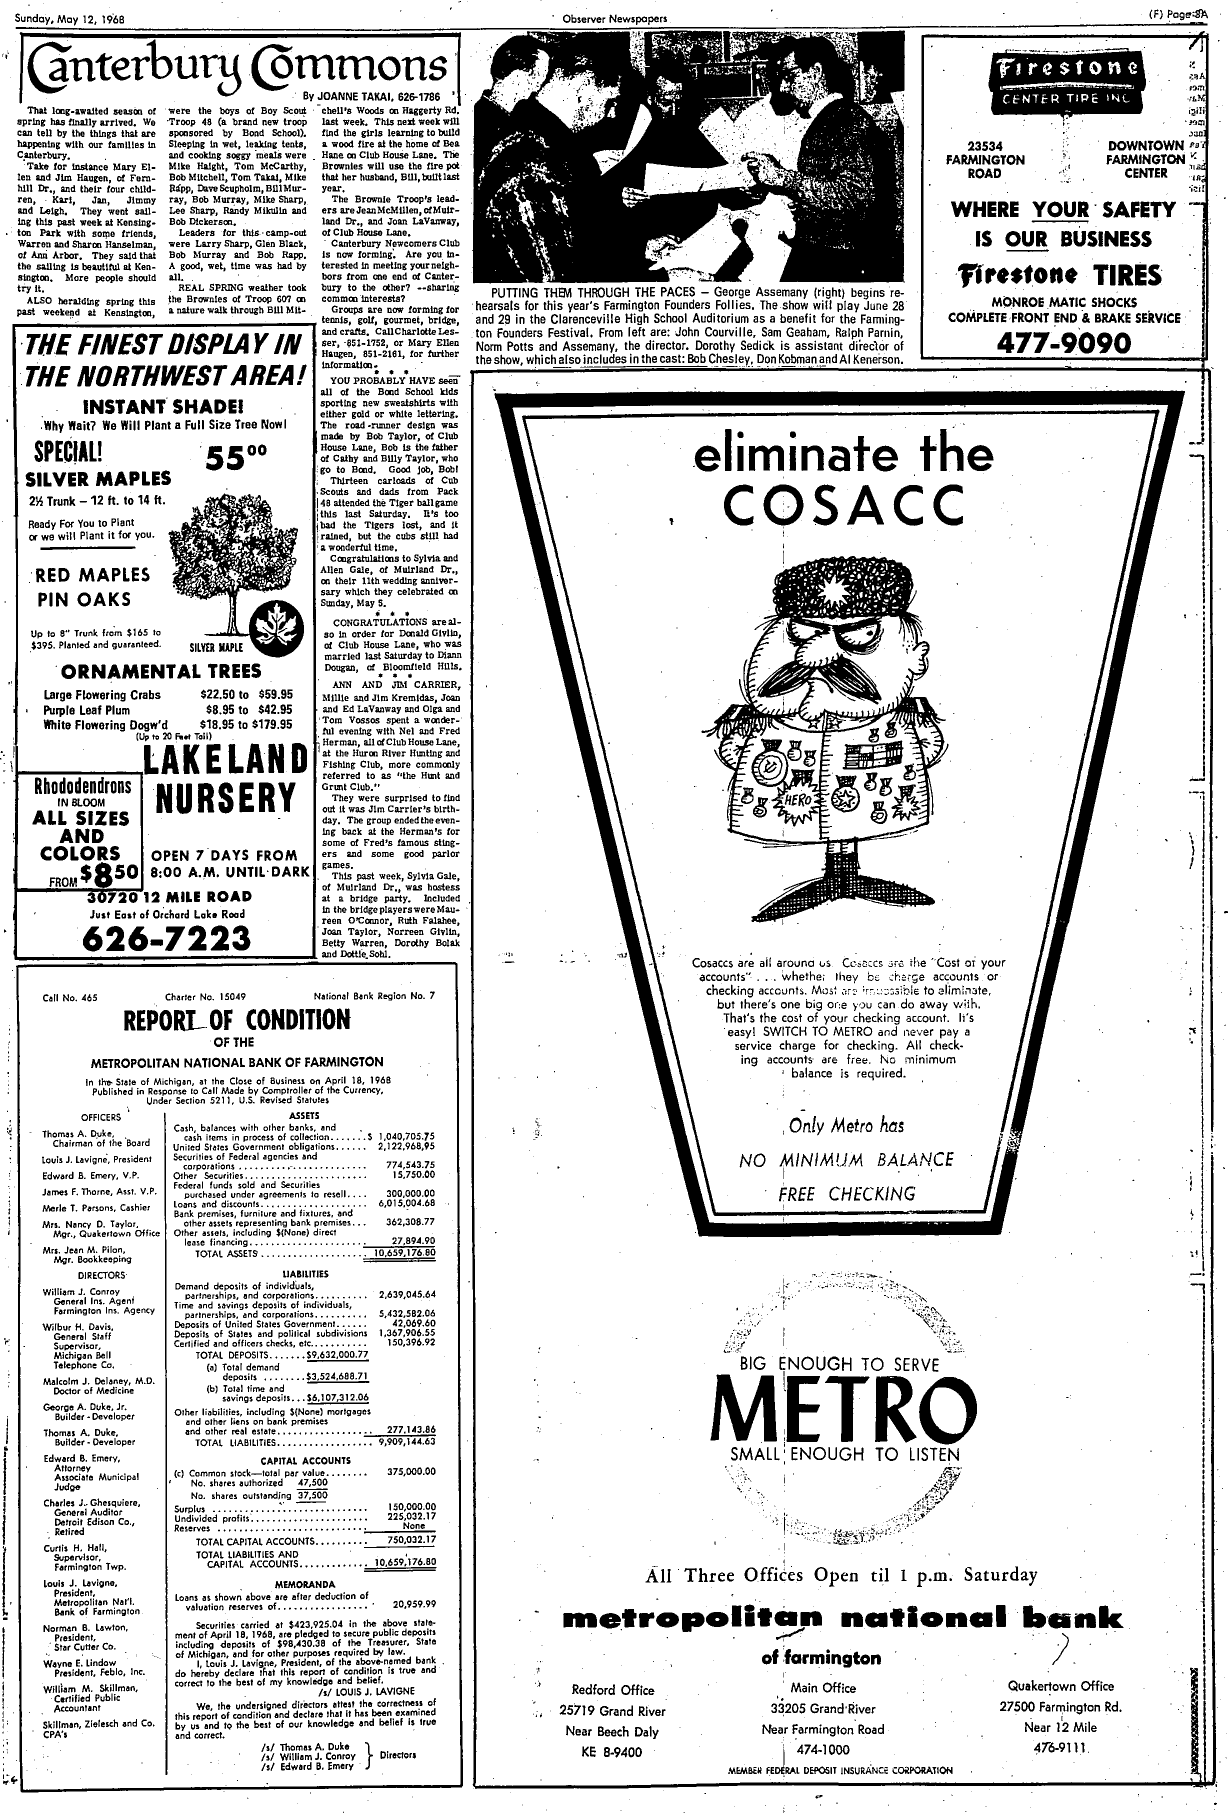 Sunday, May 12, 1968
Observer Newspapers
(F) Page
Canterbury Commons
By JOANNE TAKAI, 626-1786
That long-awaited season of
spring has finally arrived. We
can tell by the things that are
happening with our families in
Canterbury.
Take for instance Mary El-
len and Jim Haugen, of Fern-
hill Dr., and their four child-
ren, Kari, Jan, Jimmy
and Leigh. They went sail-
ing this past week at Kensing-
ton Park with some friends,
Warren and Sharon Hanselman,
of Ann Arbor. They said that
the sailing is beautiful at Ken-
sington. More people should
try it.
ALSO heralding spring this
past weekend at Kensington,
were the boys of Boy Scout
Troop 48 (a brand new troop
sponsored by Bond School).
Sleeping in wet, leaking tents,
and cooking soggy meals were
Mike Haight, Tom McCarthy,
Bob Mitchell, Tom Takai, Mike
Rapp, Dave Scupholm, Bill Mur-
ray, Bob Murray, Mike Sharp,
Lee Sharp, Randy Mikulin and
Bob Dickerson.
Leaders for this camp-out
were Larry Sharp, Glen Black,
Bob Murray and Bob Rapp.
A good, wet, time was had by
all.
REAL SPRING weather took
the Brownies of Troop 607 on
a nature walk through Bill Mit-
chell's Woods on Haggerty Rd.
last week. This next week will
find the girls learning to build
a wood fire at the home of Bea
Hane on Club House Lane. The
Brownies will use the fire pot
that her husband, Bill, built last
year.
The Brownie Troop's lead-
ers are Jean McMillen, of Muir-
land Dr., and Joan LaVanway,
of Club House Lane.
Canterbury Newcomers Club
is now forming. Are you in-
terested in meeting your neigh-
bors from one end of Canter-
bury to the other? --sharing
common interests?
Groups are now forming for
tennis, golf, gourmet, bridge,
and crafts. Call Charlotte Les-
ser, 851-1752, or Mary Ellen
Haugen, 851-2161, for further
information.
* * *
YOU PROBABLY HAVE seen
all of the Bond School kids
sporting new sweatshirts with
either gold or white lettering.
The road-runner design was
made by Bob Taylor, of Club
House Lane, Bob is the father
of Cathy and Billy Taylor, who
go to Bond. Good job, Bob!
Thirteen carloads of Cub
Scouts and dads from Pack
48 attended the Tiger ball game
this last Saturday. It's too
bad the Tigers lost, and it
rained, but the cubs still had
a wonderful time.
Congratulations to Sylvia and
Allen Gale, of Muirland Dr.,
on their 11th wedding anniver-
sary which they celebrated on
Sunday, May 5.
* * *
CONGRATULATIONS are al-
so in order for Donald Givlin,
of Club House Lane, who was
married last Saturday to Diann
Dougan, of Bloomfield Hills.
* * *
ANN AND JIM CARRIER,
Millie and Jim Kremidas, Joan
and Ed LaVanway and Olga and
Tom Vossos spent a wonder-
ful evening with Nel and Fred
Herman, all of Club House Lane,
at the Huron River Hunting and
Fishing Club, more commonly
referred to as "the Hunt and
Grunt Club."
They were surprised to find
out it was Jim Carrier's birth-
day. The group ended the even-
ing back at the Herman's for
some of Fred's famous sting-
ers and some good parlor
games.
This past week, Sylvia Gale,
of Muirland Dr., was hostess
at a bridge party. Included
in the bridge players were Mau-
reen O'Connor, Ruth Falahee,
Joan Taylor, Norreen Givlin,
Betty Warren, Dorothy Bolak
and Dottie Sohl.
PUTTING THEM THROUGH THE PACES — George Assemany (right) begins re-
hearsals for this year's Farmington Founders Follies. The show will play June 28
and 29 in the Clarenceville High School Auditorium as a benefit for the Faming-
ton Founders Festival. From left are: John Courville, Sam Geaham, Ralph Parnin,
Norm Potts and Assemany, the director. Dorothy Sedick is assistant director of
the show, which also includes in the cast: Bob Chesley, Don Kobman and Al Kenerson.
Firestone
CENTER TIRE INC
23534
FARMINGTON
ROAD
DOWNTOWN
FARMINGTON
CENTER
WHERE YOUR SAFETY
IS OUR BUSINESS
Firestone TIRES
MONROE MATIC SHOCKS
COMPLETE FRONT END & BRAKE SERVICE
477-9090
THE FINEST DISPLAY IN
THE NORTHWEST AREA!
INSTANT SHADE!
Why Wait? We Will Plant a Full Size Tree Now!
SPECIAL!
55⁰⁰
SILVER MAPLES
2½ Trunk — 12 ft. to 14 ft.
Ready For You to Plant
or we will Plant it for you.
RED MAPLES
PIN OAKS
Up to 8" Trunk from $165 to
$395. Planted and guaranteed.
SILVER MAPLE
ORNAMENTAL TREES
Large Flowering Crabs $22.50 to $59.95
Purple Leaf Plum $8.95 to $42.95
White Flowering Dogw'd $18.95 to $179.95
(Up to 20 Feet Tall)
LAKELAND
NURSERY
Rhododendrons
IN BLOOM
ALL SIZES
AND
COLORS
FROM $8⁵⁰
OPEN 7 DAYS FROM
8:00 A.M. UNTIL DARK
30720 12 MILE ROAD
Just East of Orchard Lake Road
626-7223
Call No. 465 Charter No. 15049 National Bank Region No. 7
REPORT OF CONDITION
OF THE
METROPOLITAN NATIONAL BANK OF FARMINGTON
In the State of Michigan, at the Close of Business on April 18, 1968
Published in Response to Call Made by Comptroller of the Currency,
Under Section 5211, U.S. Revised Statutes
OFFICERS
Thomas A. Duke,
Chairman of the Board
Louis J. Lavigne, President
Edward B. Emery, V.P.
James F. Thorne, Asst. V.P.
Merle T. Parsons, Cashier
Mrs. Nancy D. Taylor,
Mgr., Quakertown Office
Mrs. Jean M. Pilon,
Mgr. Bookkeeping
DIRECTORS
William J. Conroy
General Ins. Agent
Farmington Ins. Agency
Wilbur H. Davis,
General Staff
Supervisor,
Michigan Bell
Telephone Co.
Malcolm J. Delaney, M.D.
Doctor of Medicine
George A. Duke, Jr.
Builder - Developer
Thomas A. Duke,
Builder - Developer
Edward B. Emery,
Attorney
Associate Municipal
Judge
Charles J. Ghesquiere,
General Auditor
Detroit Edison Co.,
Retired
Curtis H. Hall,
Supervisor,
Farmington Twp.
Louis J. Lavigne,
President,
Metropolitan Nat'l.
Bank of Farmington
Norman B. Lawton,
President,
Star Cutter Co.
Wayne E. Lindow
President, Feblo, Inc.
William M. Skillman,
Certified Public
Accountant
Skillman, Zielesch and Co.
CPA's
ASSETS
Cash, balances with other banks, and
cash items in process of collection.......$ 1,040,705.75
United States Government obligations...... 2,122,968.95
Securities of Federal agencies and
corporations ........................ 774,543.75
Other Securities........................ 15,750.00
Federal funds sold and Securities
purchased under agreements to resell.... 300,000.00
Loans and discounts..................... 6,015,004.68
Bank premises, furniture and fixtures, and
other assets representing bank premises... 362,308.77
Other assets, including $(None) direct
lease financing....................... 27,894.90
TOTAL ASSETS .................... 10,659,176.80
LIABILITIES
Demand deposits of individuals,
partnerships, and corporations.......... 2,639,045.64
Time and savings deposits of individuals,
partnerships, and corporations.......... 5,432,582.06
Deposits of United States Government...... 42,069.60
Deposits of States and political subdivisions 1,367,906.55
Certified and officers checks, etc........... 150,396.92
TOTAL DEPOSITS.......$9,632,000.77
(a) Total demand
deposits ........$3,524,688.71
(b) Total time and
savings deposits...$6,107,312.06
Other liabilities, including $(None) mortgages
and other liens on bank premises
and other real estate.................. 277,143.86
TOTAL LIABILITIES.................. 9,909,144.63
CAPITAL ACCOUNTS
(c) Common stock—total par value........ 375,000.00
No. shares authorized 47,500
No. shares outstanding 37,500
Surplus .............................. 150,000.00
Undivided profits....................... 225,032.17
Reserves ............................. None
TOTAL CAPITAL ACCOUNTS.......... 750,032.17
TOTAL LIABILITIES AND
CAPITAL ACCOUNTS............. 10,659,176.80
MEMORANDA
Loans as shown above are after deduction of
valuation reserves of.................. 20,959.99
Securities carried at $423,925.04 in the above state-
ment of April 18, 1968, are pledged to secure public deposits
including deposits of $98,430.38 of the Treasurer, State
of Michigan, and for other purposes required by law.
I, Louis J. Lavigne, President, of the above-named bank
do hereby declare that this report of condition is true and
correct to the best of my knowledge and belief.
/s/ LOUIS J. LAVIGNE
We, the undersigned directors attest the correctness of
this report of condition and declare that it has been examined
by us and to the best of our knowledge and belief is true
and correct.
/s/ Thomas A. Duke
/s/ William J. Conroy } Directors
/s/ Edward B. Emery
eliminate the
COSACC
HERO
Cosaccs are all around us. Cosaccs are the "Cost of your
accounts" . . . whether they be charge accounts or
checking accounts. Most are impossible to eliminate,
but there's one big one you can do away with.
That's the cost of your checking account. It's
easy! SWITCH TO METRO and never pay a
service charge for checking. All check-
ing accounts are free. No minimum
balance is required.
Only Metro has
NO MINIMUM BALANCE
FREE CHECKING
BIG ENOUGH TO SERVE
METRO
SMALL ENOUGH TO LISTEN
All Three Offices Open til 1 p.m. Saturday
metropolitan national bank
of farmington
Redford Office
25719 Grand River
Near Beech Daly
KE 8-9400
Main Office
33205 Grand River
Near Farmington Road
474-1000
Quakertown Office
27500 Farmington Rd.
Near 12 Mile
476-9111
MEMBER FEDERAL DEPOSIT INSURANCE CORPORATION